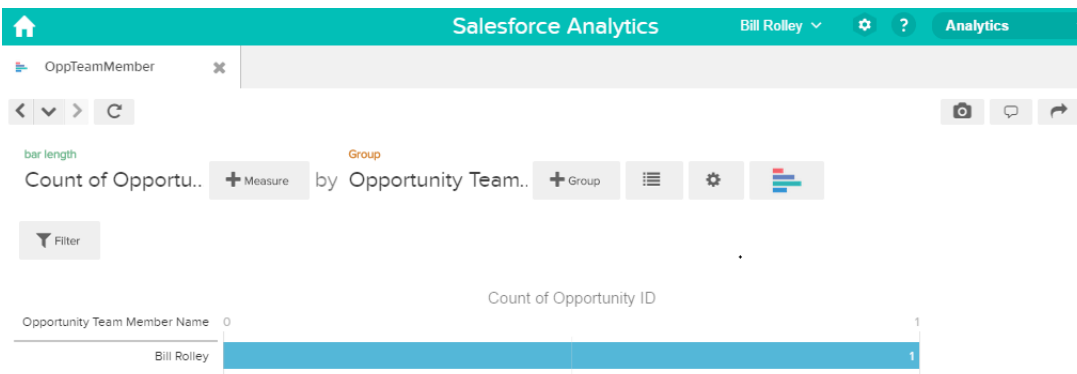 Salesforce Analytics Bill Rolley ? Analytics
OppTeamMember
bar length Group
Count of Opportu.. + Measure by Opportunity Team.. + Group
Filter
Count of Opportunity ID
Opportunity Team Member Name 0 1
Bill Rolley 1